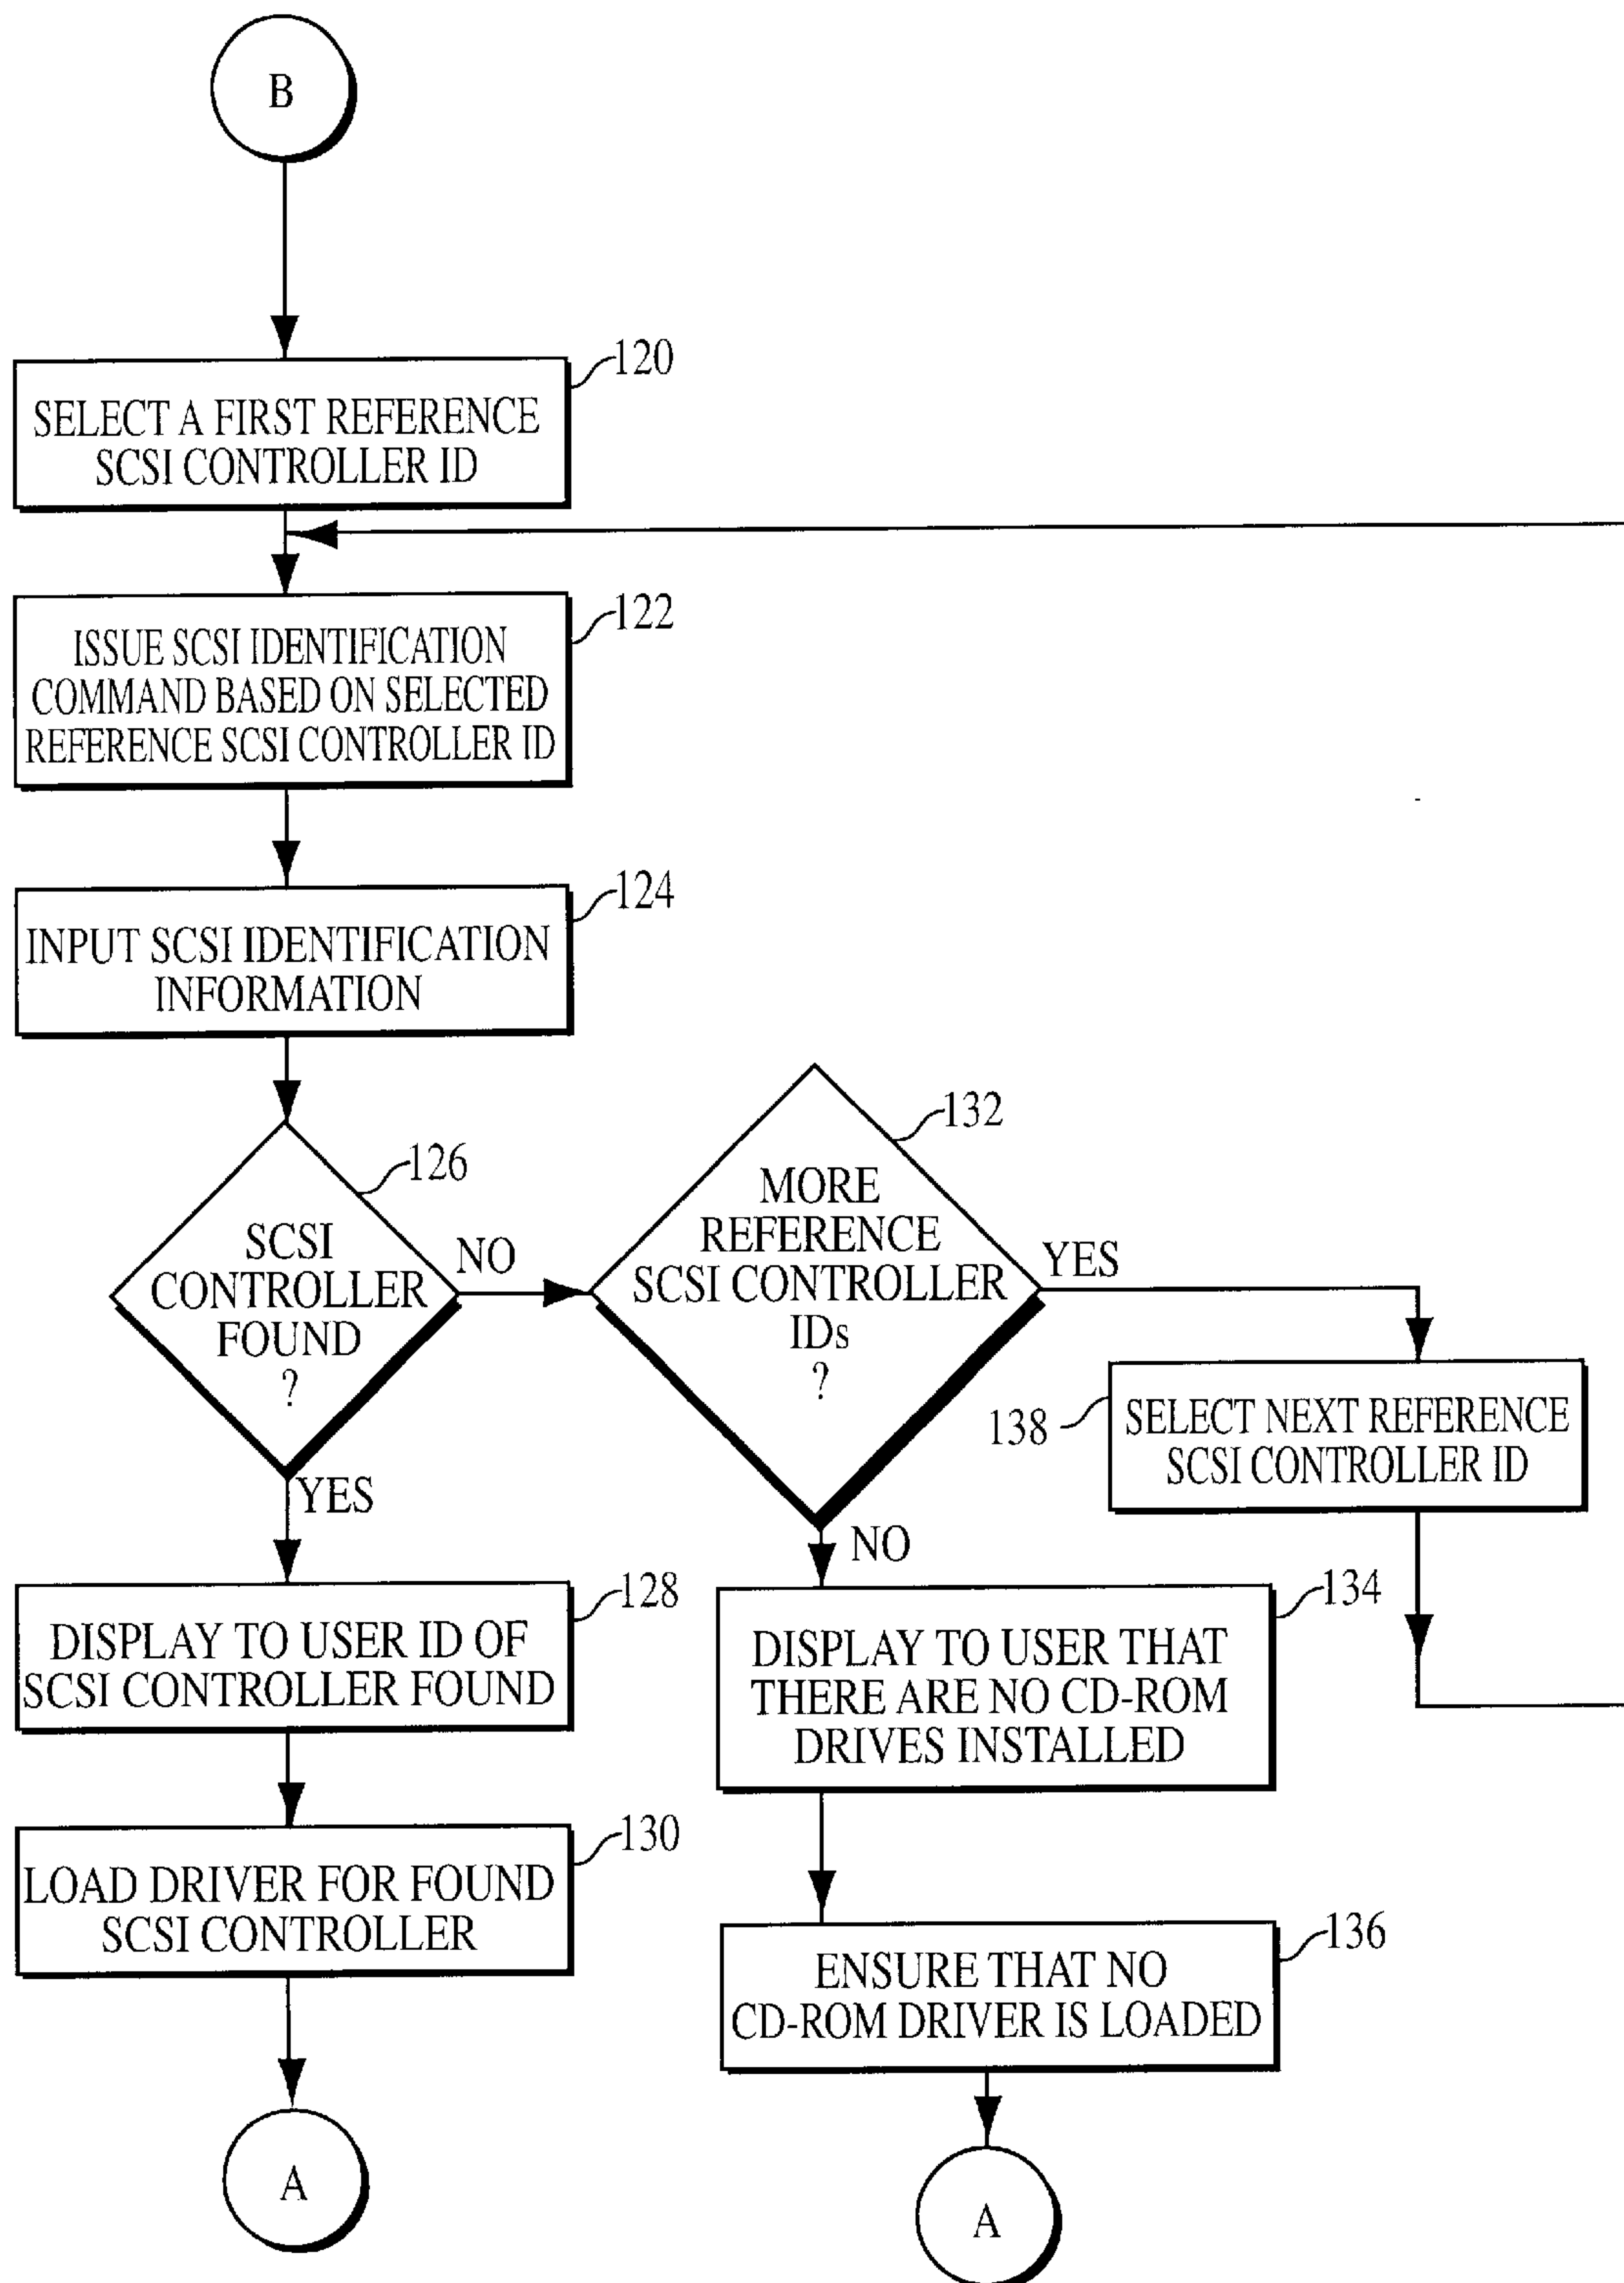 B
120
SELECT A FIRST REFERENCE
SCSI CONTROLLER ID
122
ISSUE SCSI IDENTIFICATION
COMMAND BASED ON SELECTED
REFERENCE SCSI CONTROLLER ID
124
INPUT SCSI IDENTIFICATION
INFORMATION
126
SCSI
CONTROLLER
FOUND
?
NO
YES
132
MORE
REFERENCE
SCSI CONTROLLER
IDs
?
YES
NO
138
SELECT NEXT REFERENCE
SCSI CONTROLLER ID
128
DISPLAY TO USER ID OF
SCSI CONTROLLER FOUND
134
DISPLAY TO USER THAT
THERE ARE NO CD-ROM
DRIVES INSTALLED
130
LOAD DRIVER FOR FOUND
SCSI CONTROLLER
136
ENSURE THAT NO
CD-ROM DRIVER IS LOADED
A
A